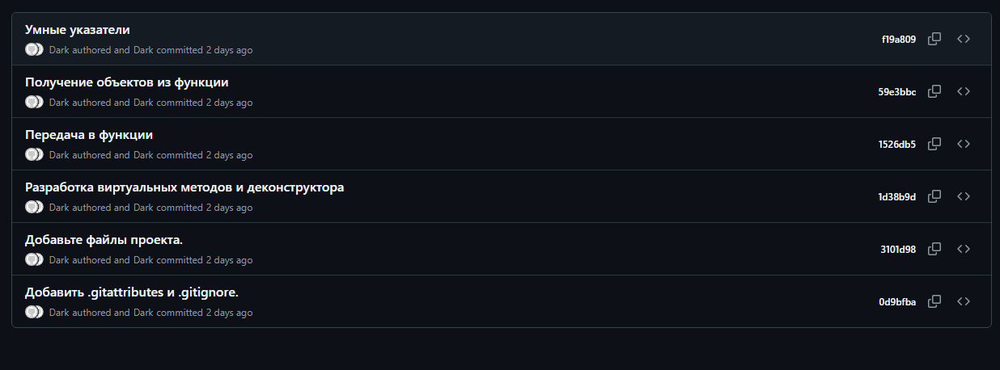 Умные указатели
f19a809
Dark authored and Dark committed 2 days ago
Получение объектов из функции
59e3bbc
Dark authored and Dark committed 2 days ago
Передача в функции
1526db5
Dark authored and Dark committed 2 days ago
Разработка виртуальных методов и деконструктора
1d38b9d
Dark authored and Dark committed 2 days ago
Добавьте файлы проекта.
3101d98
Dark authored and Dark committed 2 days ago
Добавить .gitattributes и .gitignore.
0d9bfba
Dark authored and Dark committed 2 days ago